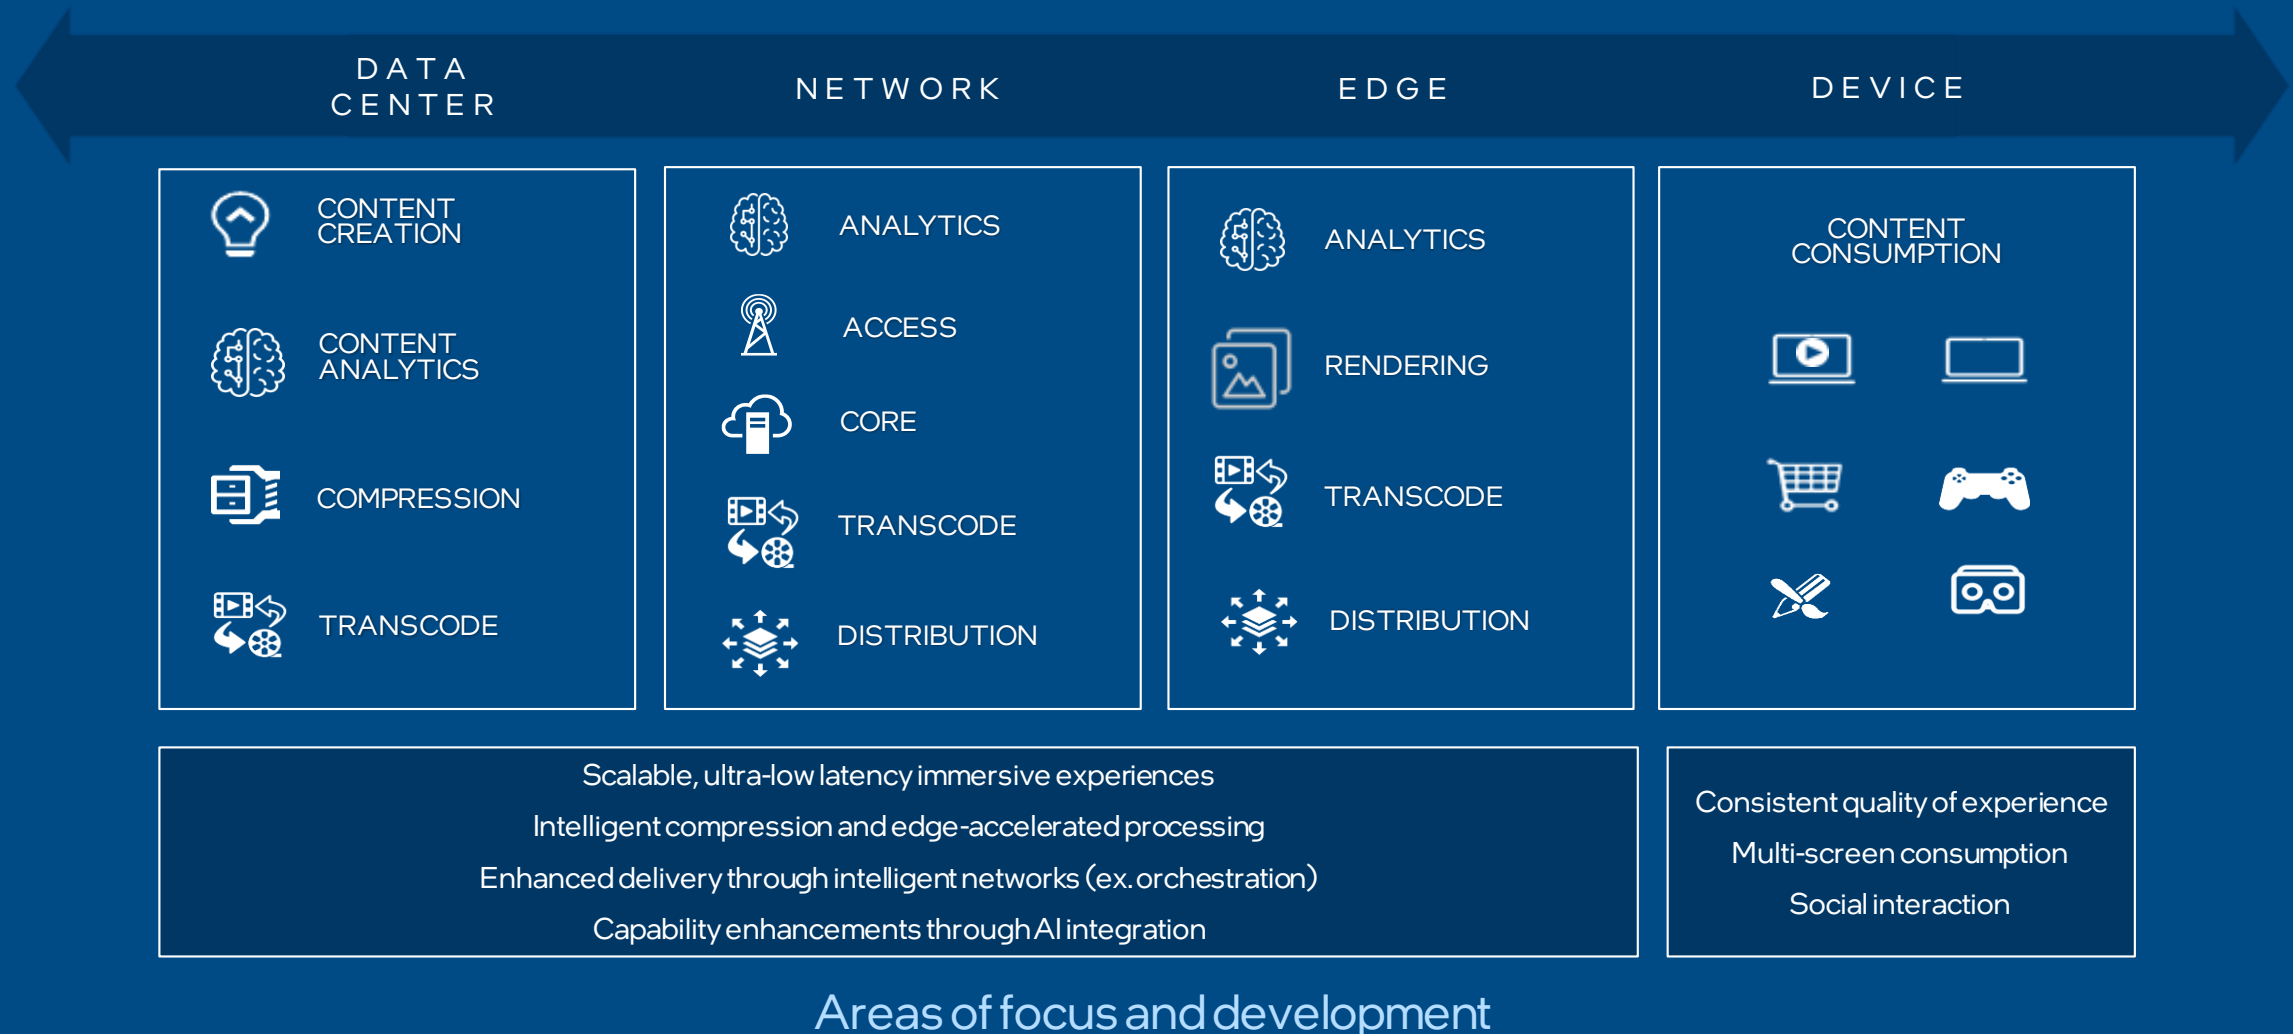 DATA
CENTER
NETWORK
EDGE
DEVICE
CONTENT
CREATION
CONTENT
ANALYTICS
COMPRESSION
TRANSCODE
ANALYTICS
ACCESS
CORE
TRANSCODE
DISTRIBUTION
ANALYTICS
RENDERING
TRANSCODE
DISTRIBUTION
CONTENT
CONSUMPTION
Scalable, ultra-low latency immersive experiences
Intelligent compression and edge-accelerated processing
Enhanced delivery through intelligent networks (ex. orchestration)
Capability enhancements through AI integration
Consistent quality of experience
Multi-screen consumption
Social interaction
Areas of focus and development